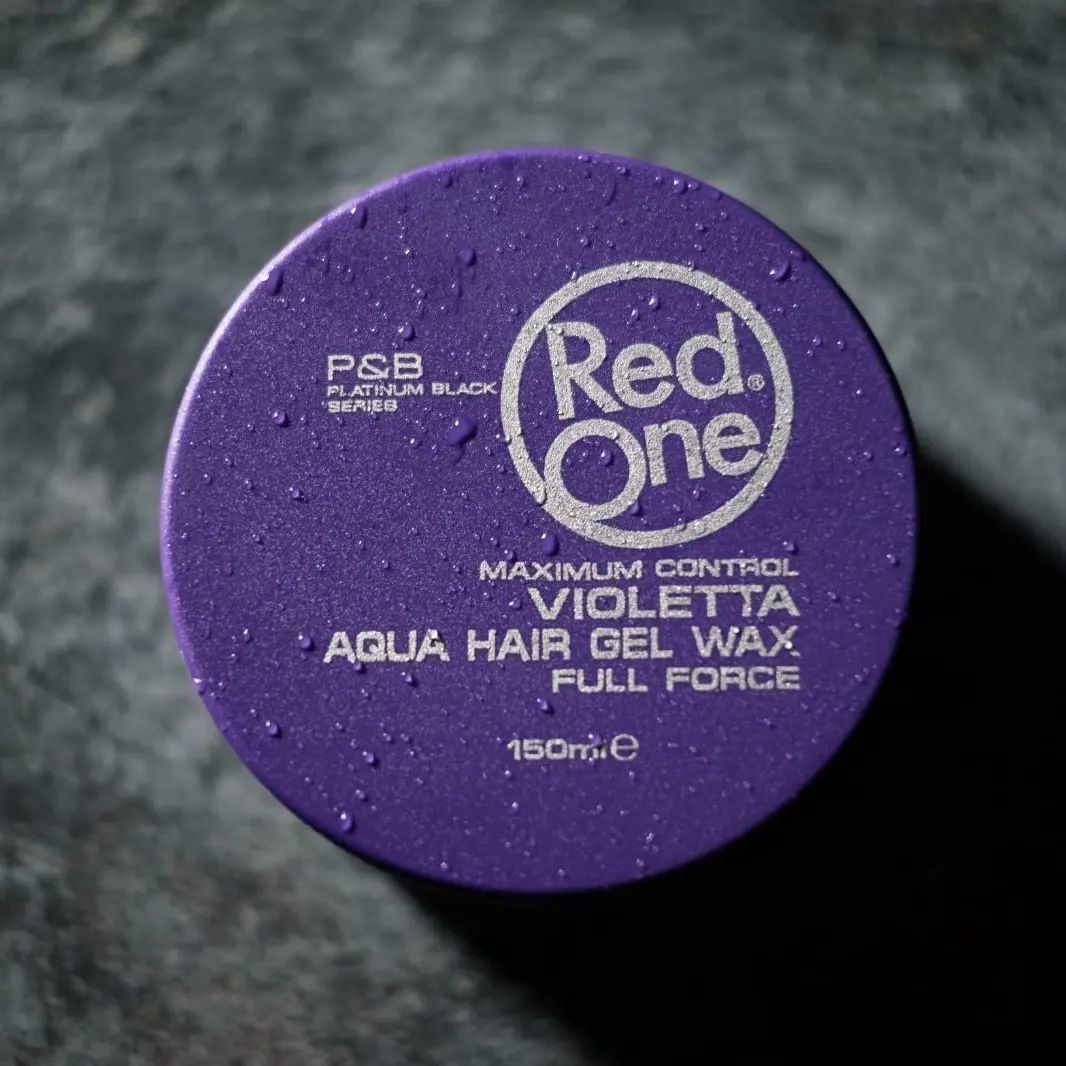 P&B
PLATINUM BLACK
SERIES
Red®
One
MAXIMUM CONTROL
VIOLETTA
AQUA HAIR GEL WAX
FULL FORCE
150ml℮